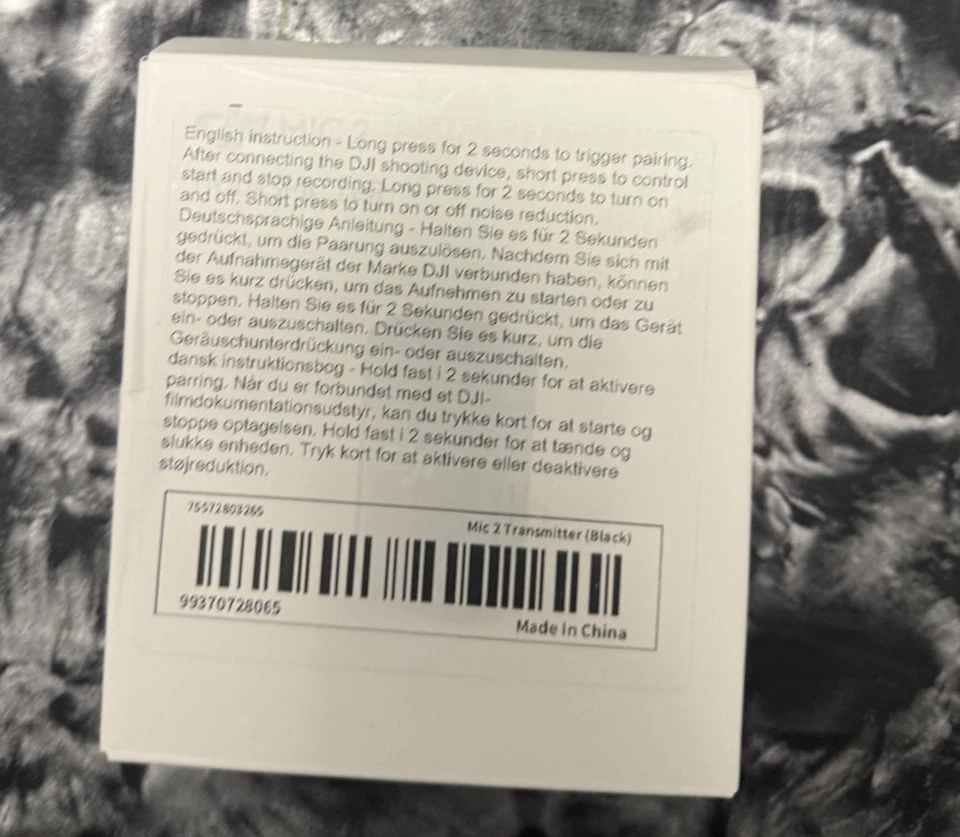 English instruction - Long press for 2 seconds to trigger pairing.
After connecting the DJI shooting device, short press to control
start and stop recording. Long press for 2 seconds to turn on
and off. Short press to turn on or off noise reduction.
Deutschsprachige Anleitung - Halten Sie es für 2 Sekunden
gedrückt, um die Paarung auszulösen. Nachdem Sie sich mit
der Aufnahmegerät der Marke DJI verbunden haben, können
Sie es kurz drücken, um das Aufnehmen zu starten oder zu
stoppen. Halten Sie es für 2 Sekunden gedrückt, um das Gerät
ein- oder auszuschalten. Drücken Sie es kurz, um die
Geräuschunterdrückung ein- oder auszuschalten.
dansk instruktionsbog - Hold fast i 2 sekunder for at aktivere
parring. Når du er forbundet med et DJI-
filmdokumentationsudstyr, kan du trykke kort for at starte og
stoppe optagelsen. Hold fast i 2 sekunder for at tænde og
slukke enheden. Tryk kort for at aktivere eller deaktivere
støjreduktion.
75572803265
Mic 2 Transmitter (Black)
99370728065
Made In China